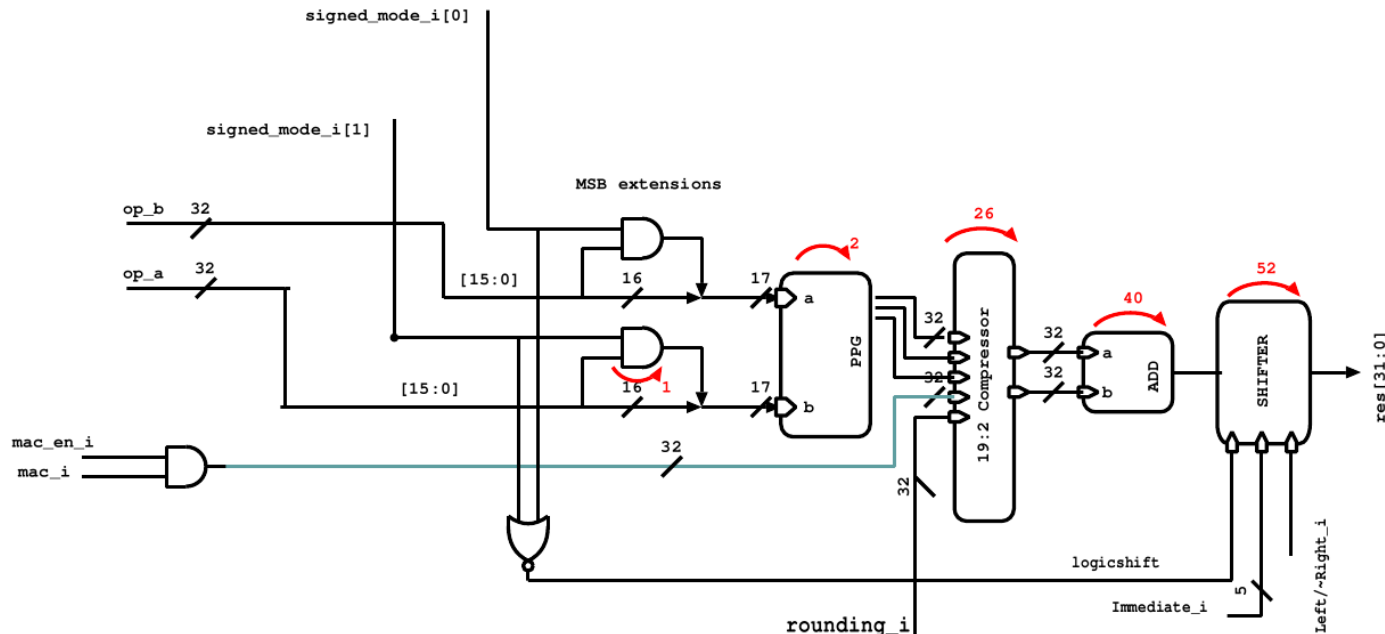 signed_mode_i[0]
signed_mode_i[1]
MSB extensions
op_b
32
op_a
32
[15:0]
16
17
a
2
PPG
26
32
32
19:2 Compressor
32
32
40
a
b
ADD
52
SHIFTER
res[31:0]
[15:0]
16
1
17
b
mac_en_i
mac_i
32
32
logicshift
5
Immediate_i
Left/~Right_i
rounding_i